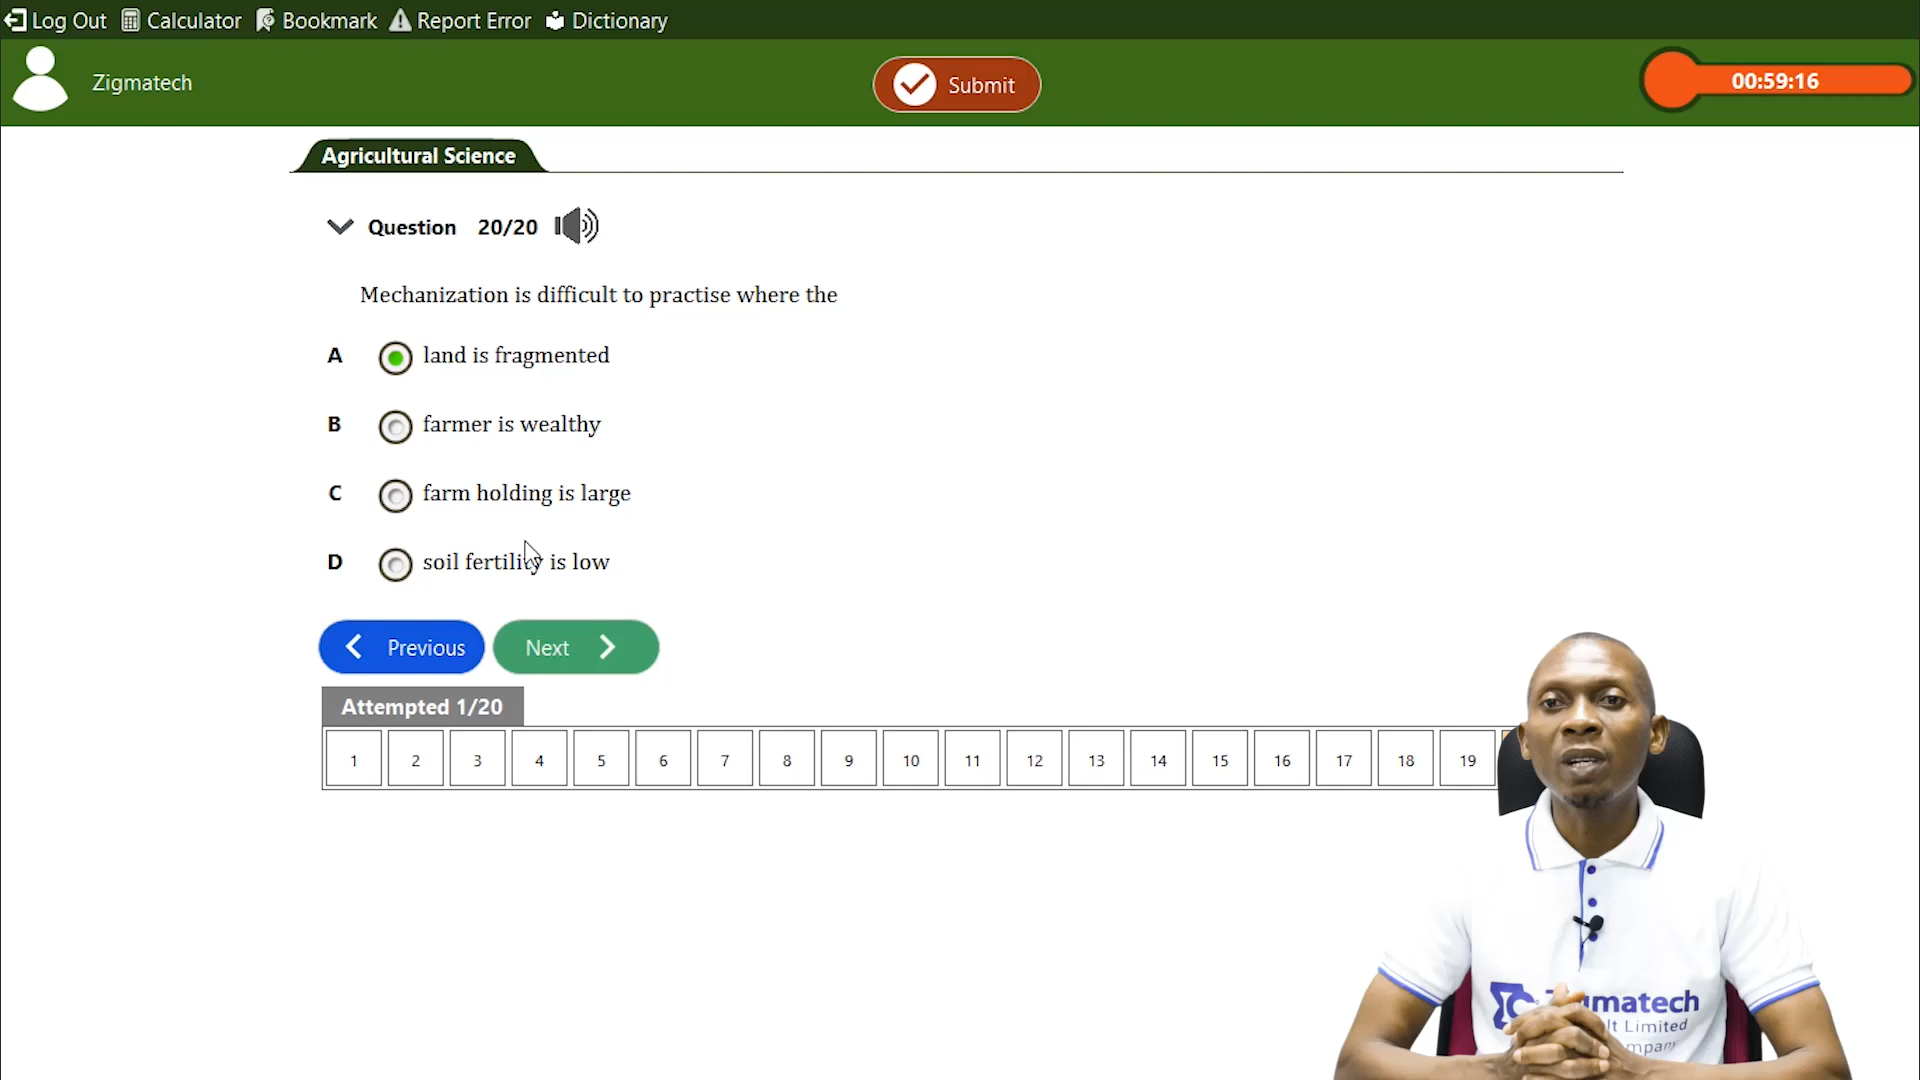 Log Out Calculator Bookmark Report Error Dictionary
Zigmatech
Submit
00:59:16
Agricultural Science
Question 20/20
Mechanization is difficult to practise where the
A land is fragmented
B farmer is wealthy
C farm holding is large
D soil fertility is low
Previous Next
Attempted 1/20
1 2 3 4 5 6 7 8 9 10 11 12 13 14 15 16 17 18 19
Limited